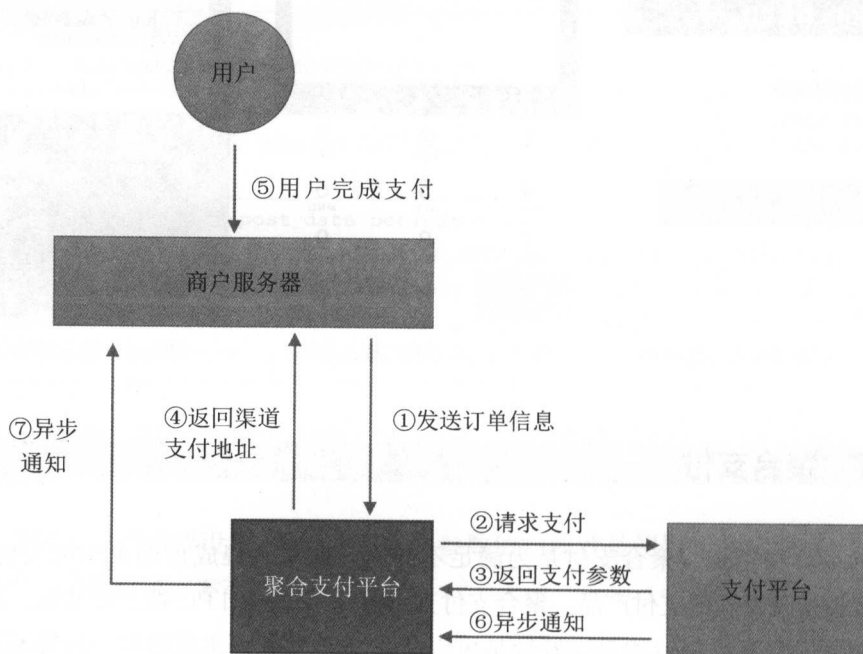 用户
⑤用户完成支付
商户服务器
⑦异步
通知
④返回渠道
支付地址
①发送订单信息
②请求支付
聚合支付平台
③返回支付参数
支付平台
⑥异步通知